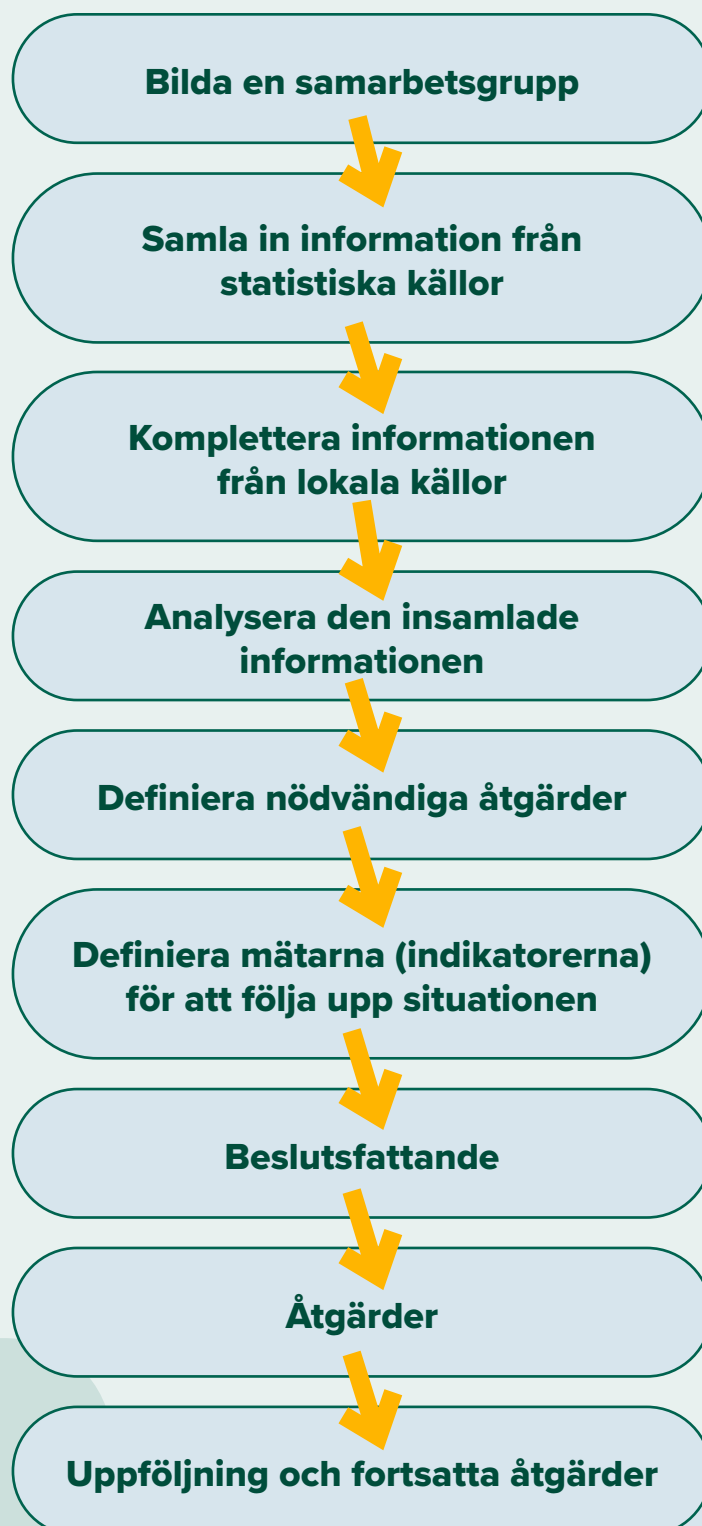 Bilda en samarbetsgrupp
Samla in information från
statistiska källor
Komplettera informationen
från lokala källor
Analysera den insamlade
informationen
Definiera nödvändiga åtgärder
Definiera mätarna (indikatorerna)
för att följa upp situationen
Beslutsfattande
Åtgärder
Uppföljning och fortsatta åtgärder